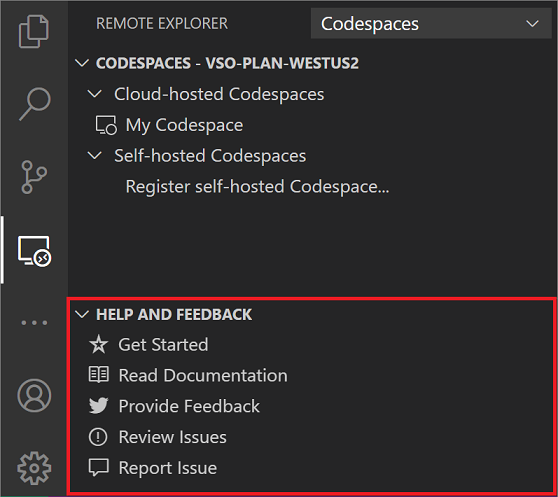 REMOTE EXPLORER Codespaces
CODESPACES - VSO-PLAN-WESTUS2
Cloud-hosted Codespaces
My Codespace
Self-hosted Codespaces
Register self-hosted Codespace...
HELP AND FEEDBACK
Get Started
Read Documentation
Provide Feedback
Review Issues
Report Issue